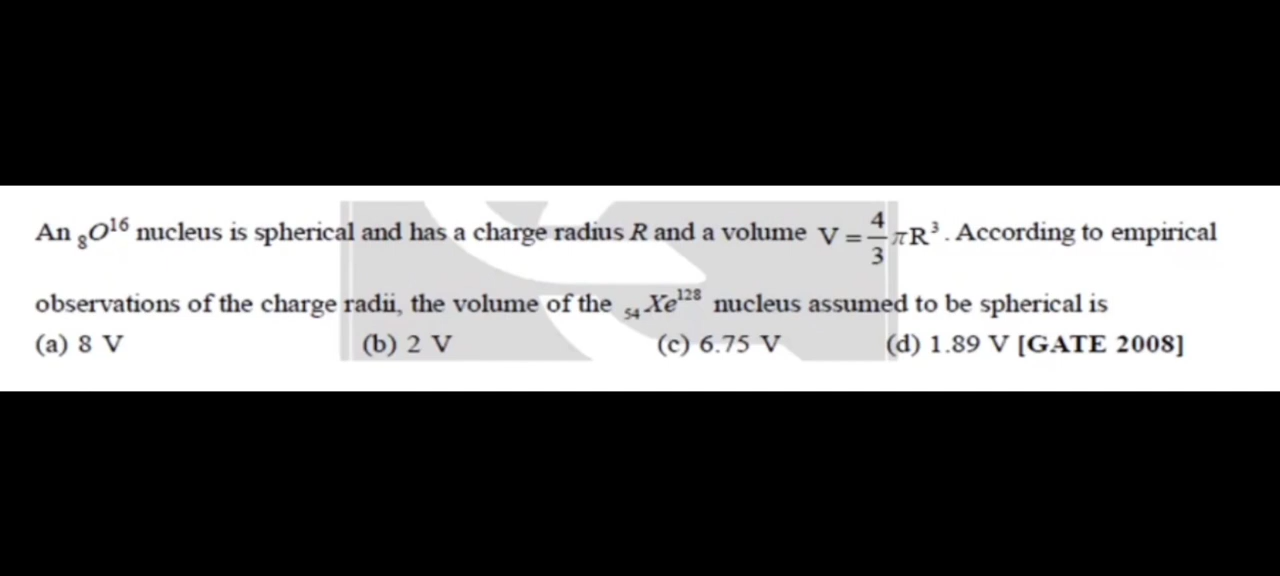 An ₈O¹⁶ nucleus is spherical and has a charge radius R and a volume V = 4/3 πR³. According to empirical
observations of the charge radii, the volume of the ₅₄Xe¹²⁸ nucleus assumed to be spherical is
(a) 8 V (b) 2 V (c) 6.75 V (d) 1.89 V [GATE 2008]